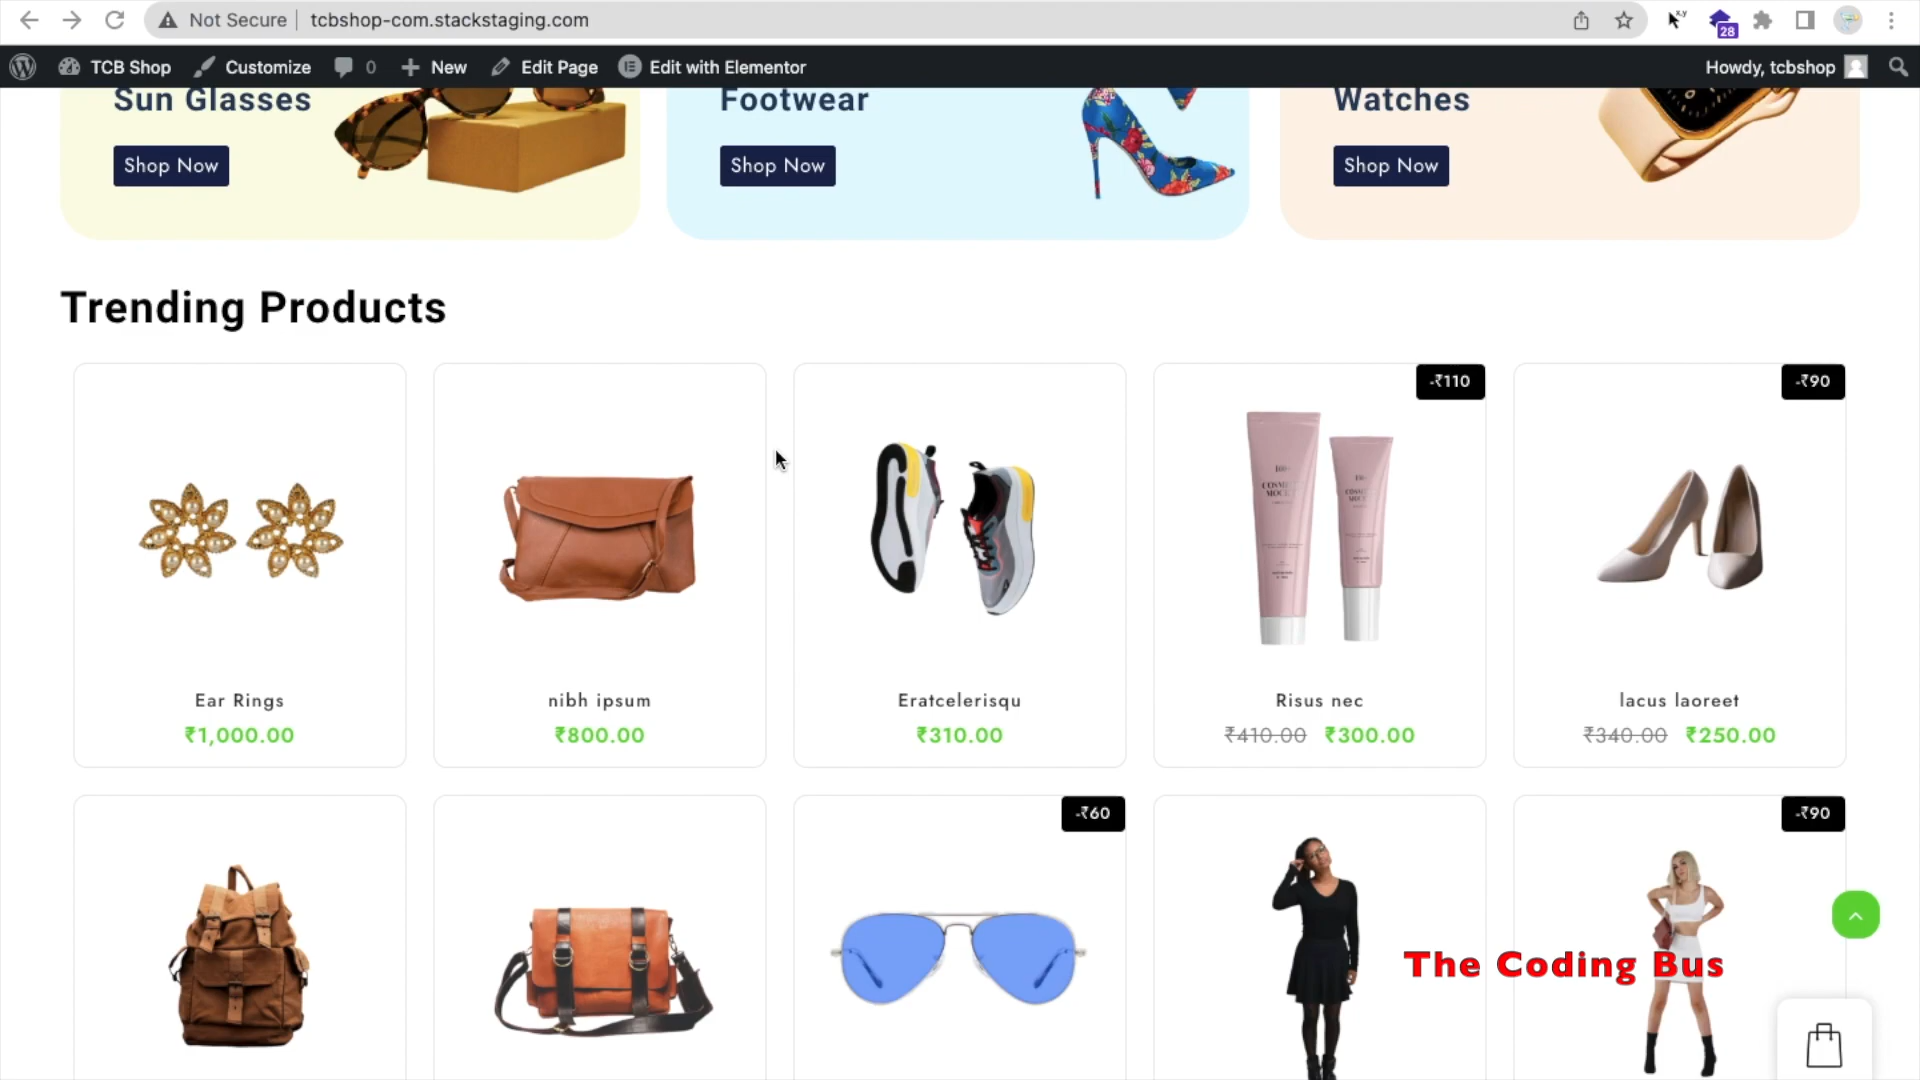 Not Secure
tcbshop-com.stackstaging.com
28
TCB Shop
Customize
0
New
Edit Page
Edit with Elementor
Howdy, tcbshop
Sun Glasses
Shop Now
Footwear
Shop Now
Watches
Shop Now
Trending Products
-₹110
-₹90
Ear Rings
₹1,000.00
nibh ipsum
₹800.00
Eratcelerisqu
₹310.00
Risus nec
₹410.00 ₹300.00
lacus laoreet
₹340.00 ₹250.00
-₹60
-₹90
The Coding Bus